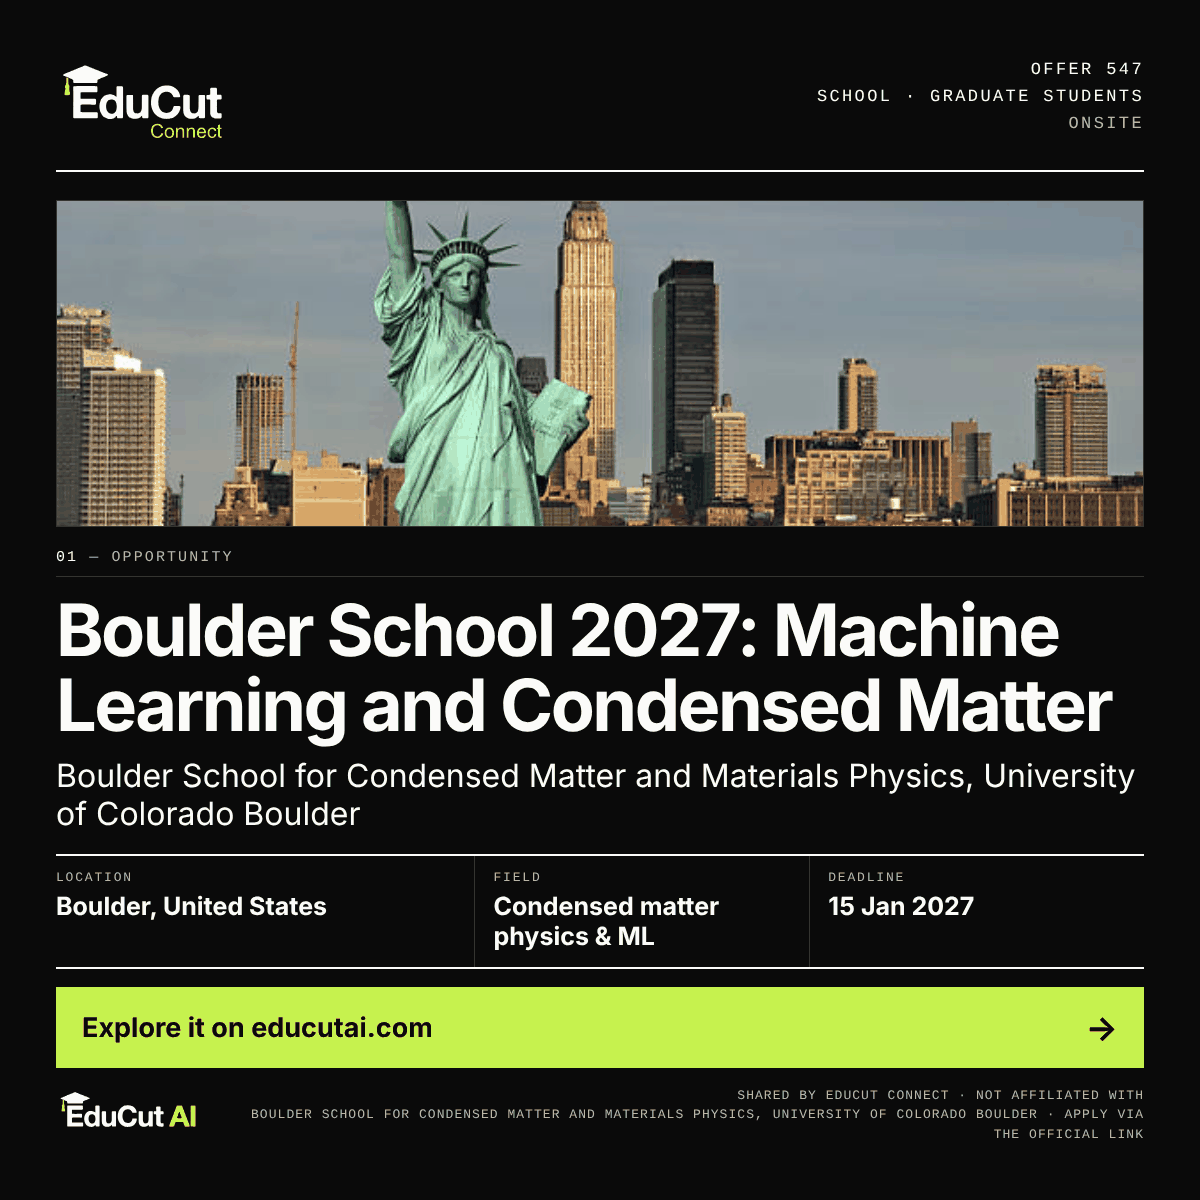 EduCut
Connect
OFFER 547
SCHOOL · GRADUATE STUDENTS
ONSITE
01 — OPPORTUNITY
Boulder School 2027: Machine
Learning and Condensed Matter
Boulder School for Condensed Matter and Materials Physics, University
of Colorado Boulder
LOCATION
Boulder, United States
FIELD
Condensed matter
physics & ML
DEADLINE
15 Jan 2027
Explore it on educutai.com
→
EduCut AI
SHARED BY EDUCUT CONNECT · NOT AFFILIATED WITH
BOULDER SCHOOL FOR CONDENSED MATTER AND MATERIALS PHYSICS, UNIVERSITY OF COLORADO BOULDER · APPLY VIA
THE OFFICIAL LINK